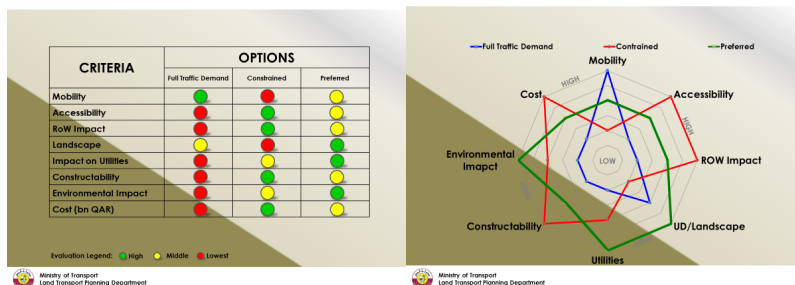 CRITERIA
OPTIONS
Full Traffic Demand
Constrained
Preferred
Mobility
Accessibility
RoW Impact
Landscape
Impact on Utilities
Constructability
Environmental Impact
Cost (bn QAR)
Evaluation Legend: High Middle Lowest
Ministry of Transport
Land Transport Planning Department
Full Traffic Demand
Contrained
Preferred
Mobility
HIGH
Cost
Accessibility
HIGH
Environmental
Imapct
LOW
ROW Impact
Constructability
UD/Landscape
Utilities
Ministry of Transport
Land Transport Planning Department